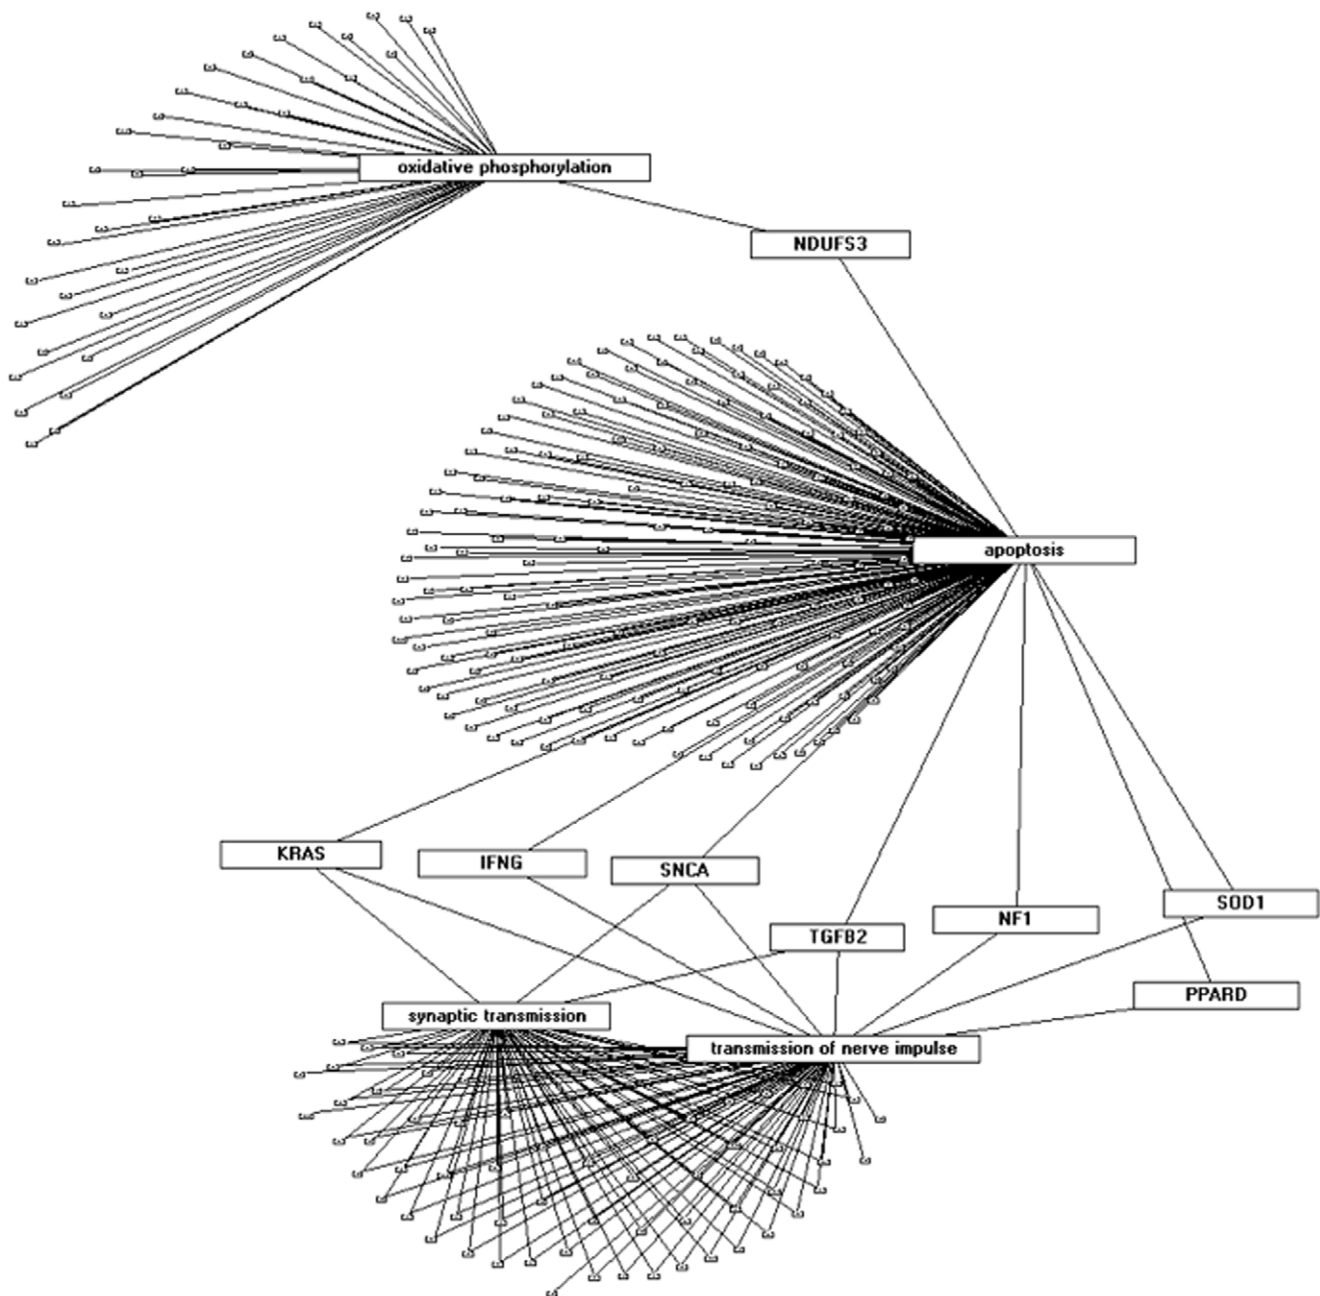 oxidative phosphorylation
NDUFS3
apoptosis
KRAS
IFNG
SNCA
SOD1
NF1
TGFB2
PPARD
synaptic transmission
transmission of nerve impulse